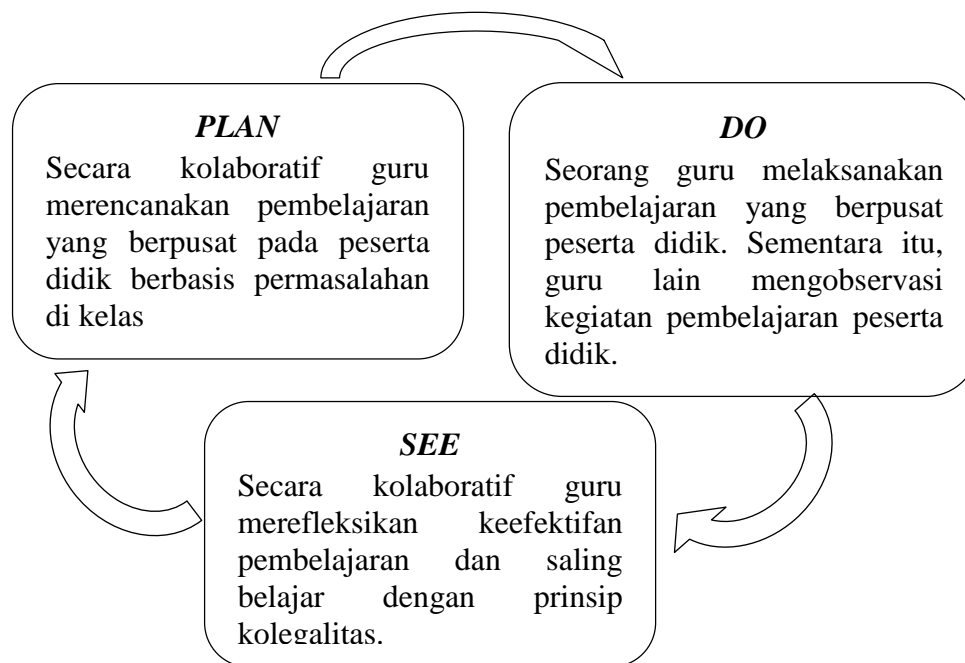 PLAN
Secara kolaboratif guru
merencanakan pembelajaran
yang berpusat pada peserta
didik berbasis permasalahan
di kelas
DO
Seorang guru melaksanakan
pembelajaran yang berpusat
peserta didik. Sementara itu,
guru lain mengobservasi
kegiatan pembelajaran peserta
didik.
SEE
Secara kolaboratif guru
merefleksikan keefektifan
pembelajaran dan saling
belajar dengan prinsip
kolegalitas.